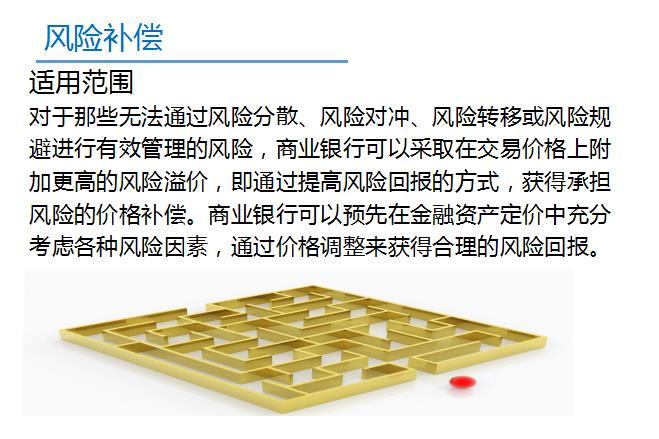 风险补偿
适用范围
对于那些无法通过风险分散、风险对冲、风险转移或风险规
避进行有效管理的风险，商业银行可以采取在交易价格上附
加更高的风险溢价，即通过提高风险回报的方式，获得承担
风险的价格补偿。商业银行可以预先在金融资产定价中充分
考虑各种风险因素，通过价格调整来获得合理的风险回报。